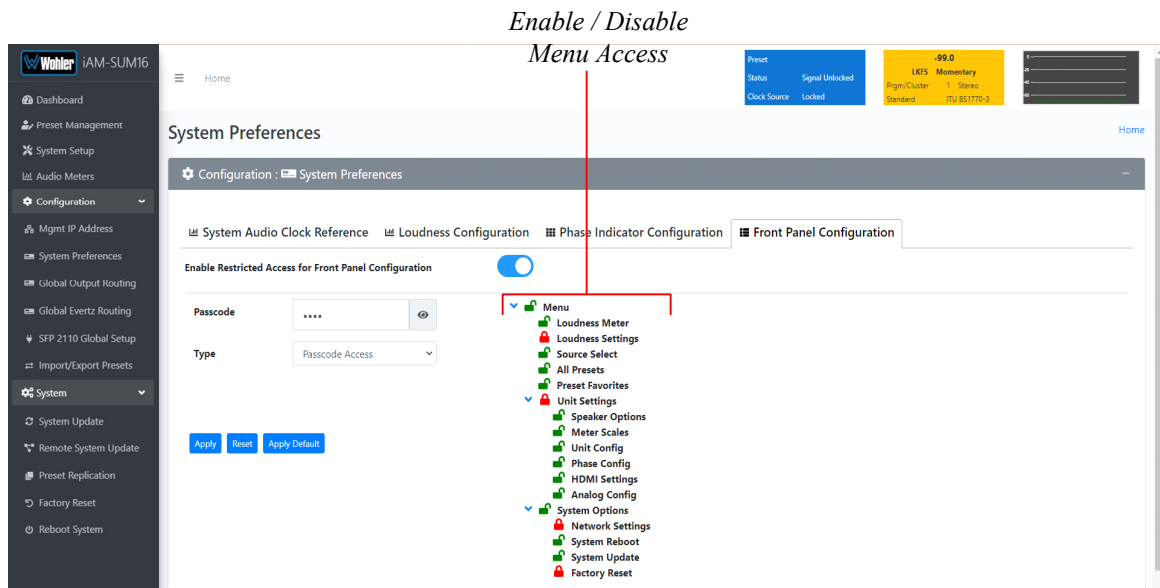 Enable / Disable
Menu Access
Wohler iAM-SUM16
Dashboard
Preset Management
System Setup
Audio Meters
Configuration
Mgmt IP Address
System Preferences
Global Output Routing
Global Evertz Routing
SFP 2110 Global Setup
Import/Export Presets
System
System Update
Remote System Update
Preset Replication
Factory Reset
Reboot System
Home
Preset
Status Signal Unlocked
Clock Source Locked
-99.0
LKFS Momentary
Prgm/Cluster 1 Stereo
Standard ITU BS1770-3
System Preferences
Home
Configuration : System Preferences
System Audio Clock Reference Loudness Configuration Phase Indicator Configuration Front Panel Configuration
Enable Restricted Access for Front Panel Configuration
Passcode ....
Type Passcode Access
Apply Reset Apply Default
Menu
Loudness Meter
Loudness Settings
Source Select
All Presets
Preset Favorites
Unit Settings
Speaker Options
Meter Scales
Unit Config
Phase Config
HDMI Settings
Analog Config
System Options
Network Settings
System Reboot
System Update
Factory Reset